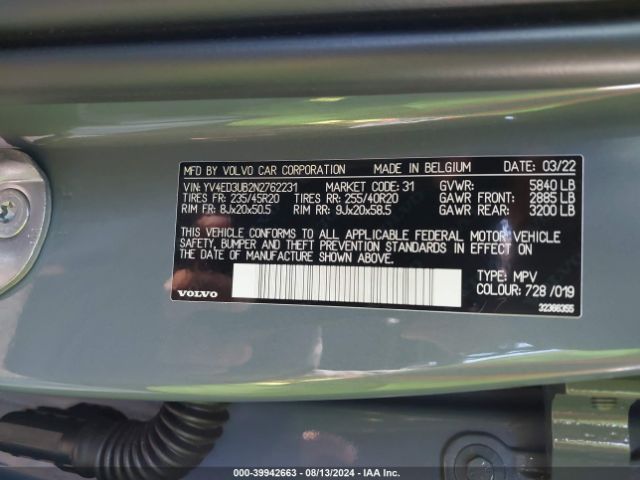 MFD BY VOLVO CAR CORPORATION MADE IN BELGIUM DATE: 03/22
VIN: YV4ED3UB2N2762231 MARKET CODE: 31 GVWR: 5840 LB
TIRES FR: 235/45R20 TIRES RR: 255/40R20 GAWR FRONT: 2885 LB
RIM FR: 8Jx20x50.5 RIM RR: 9Jx20x58.5 GAWR REAR: 3200 LB
THIS VEHICLE CONFORMS TO ALL APPLICABLE FEDERAL MOTOR VEHICLE
SAFETY, BUMPER AND THEFT PREVENTION STANDARDS IN EFFECT ON
THE DATE OF MANUFACTURE SHOWN ABOVE.
TYPE: MPV
COLOUR: 728 /019
VOLVO
32366355
000-39942663 - 08/13/2024 - IAA Inc.